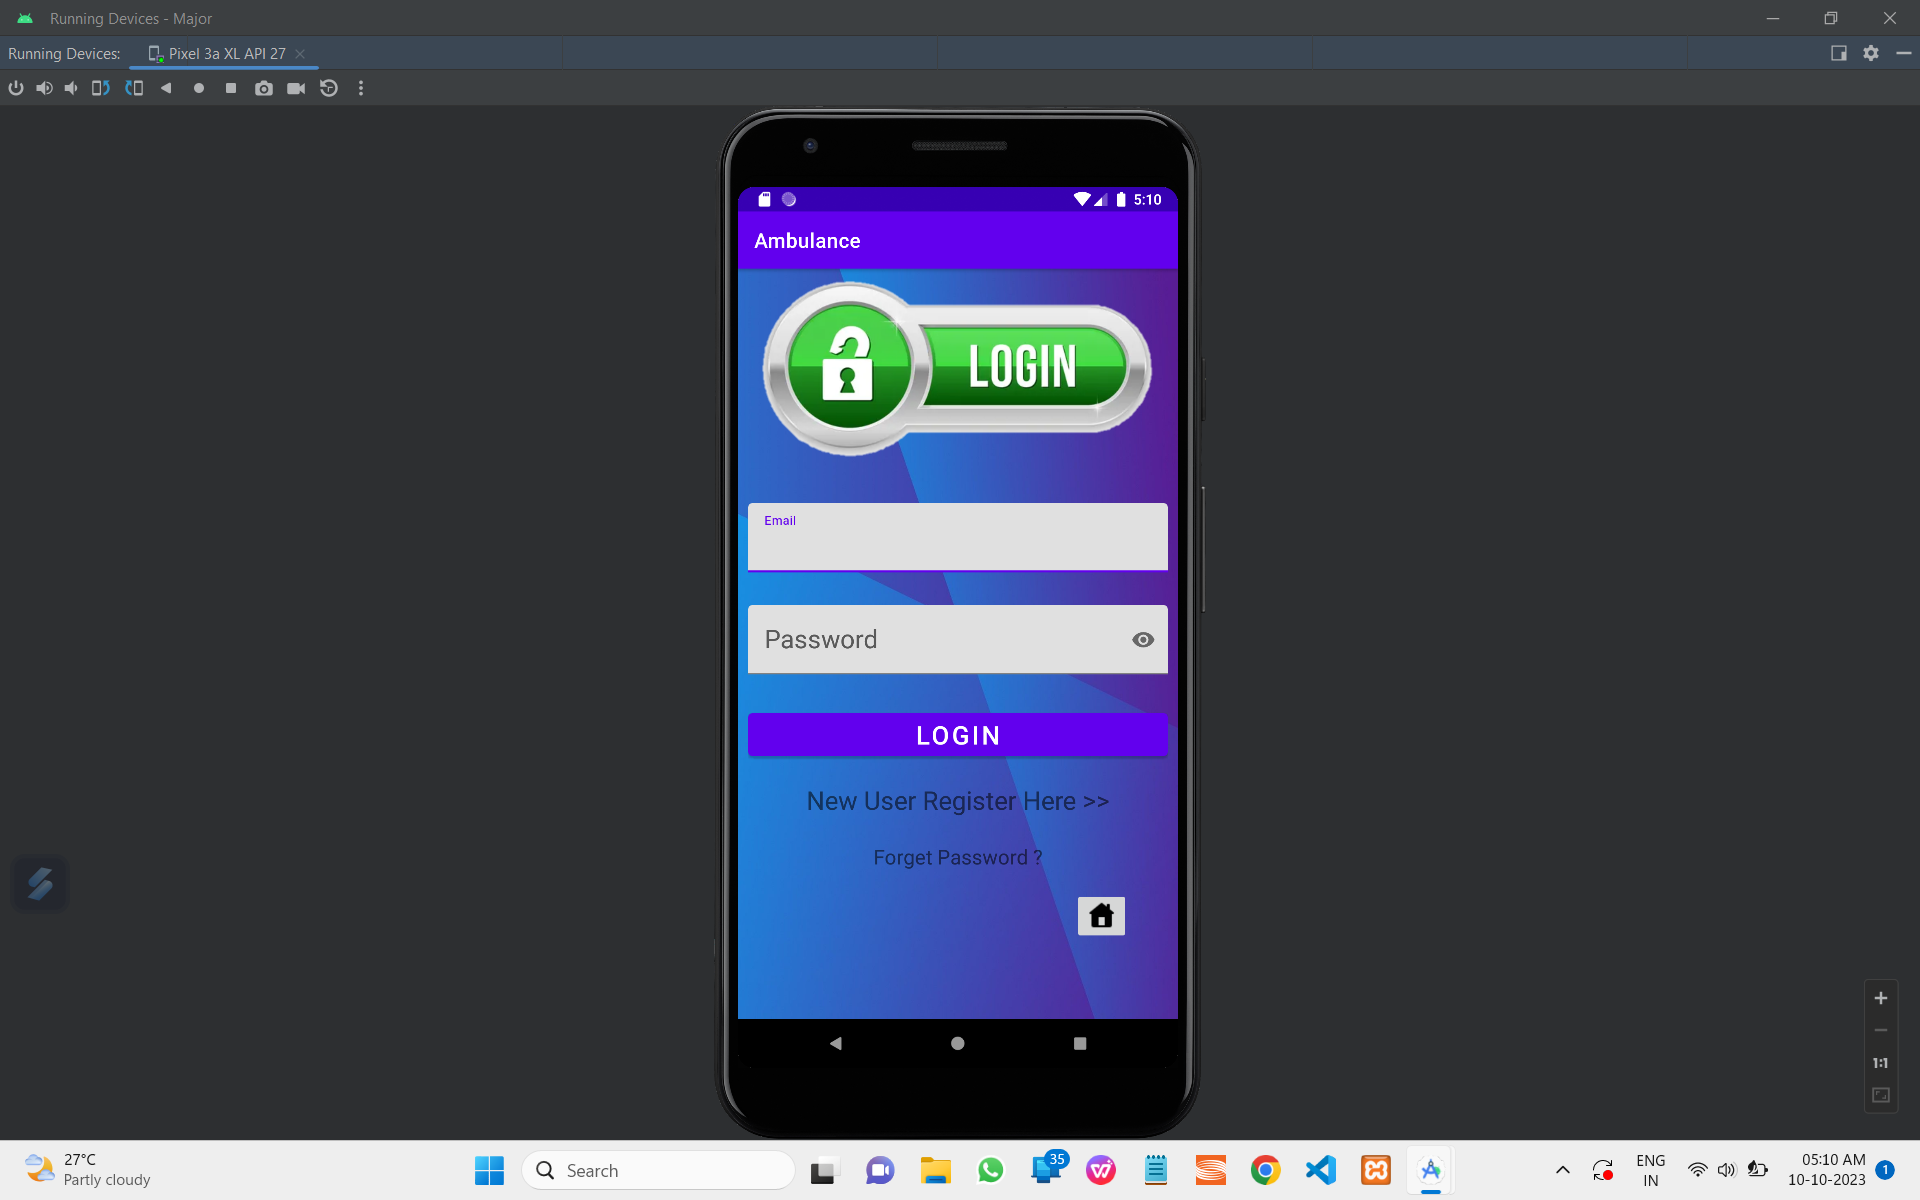 Running Devices - Major
Running Devices:
Pixel 3a XL API 27
5:10
Ambulance
LOGIN
Email
Password
LOGIN
New User Register Here >>
Forget Password ?
1:1
27°C
Partly cloudy
Search
35
ENG
IN
05:10 AM
10-10-2023
1